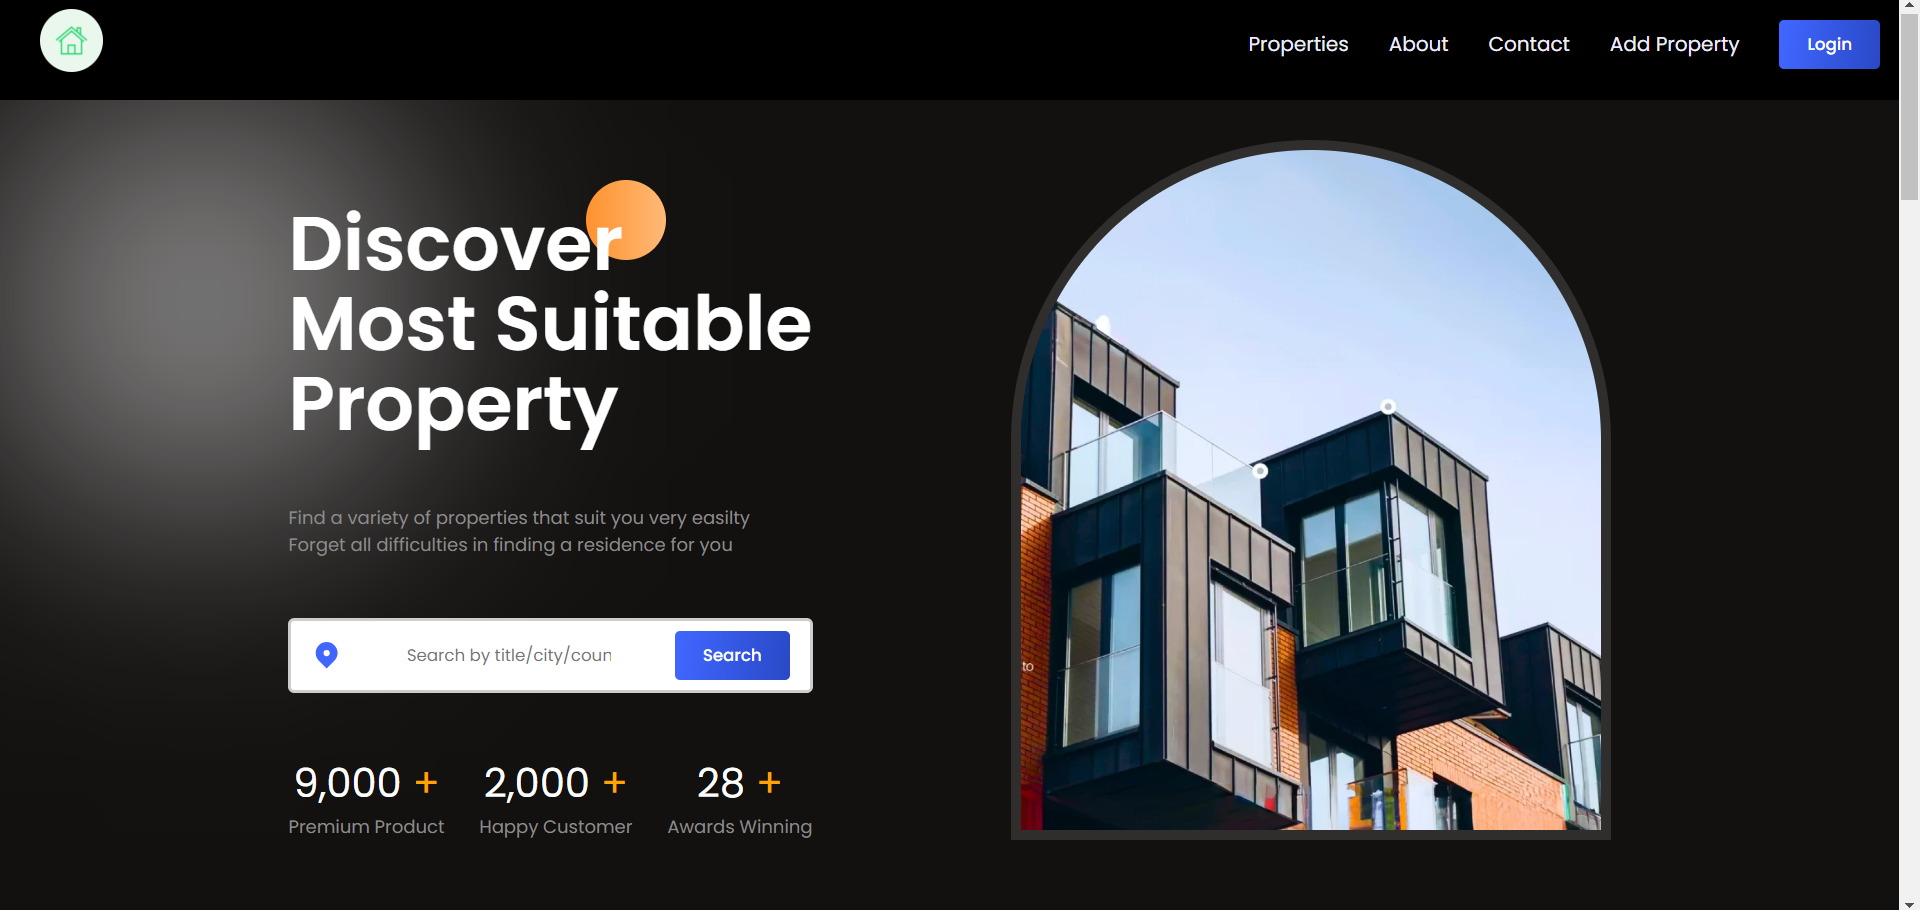 Properties
About
Contact
Add Property
Login
Discover
Most Suitable
Property
Find a variety of properties that suit you very easilty
Forget all difficulties in finding a residence for you
Search by title/city/coun
Search
9,000 +
2,000 +
28 +
Premium Product
Happy Customer
Awards Winning
to